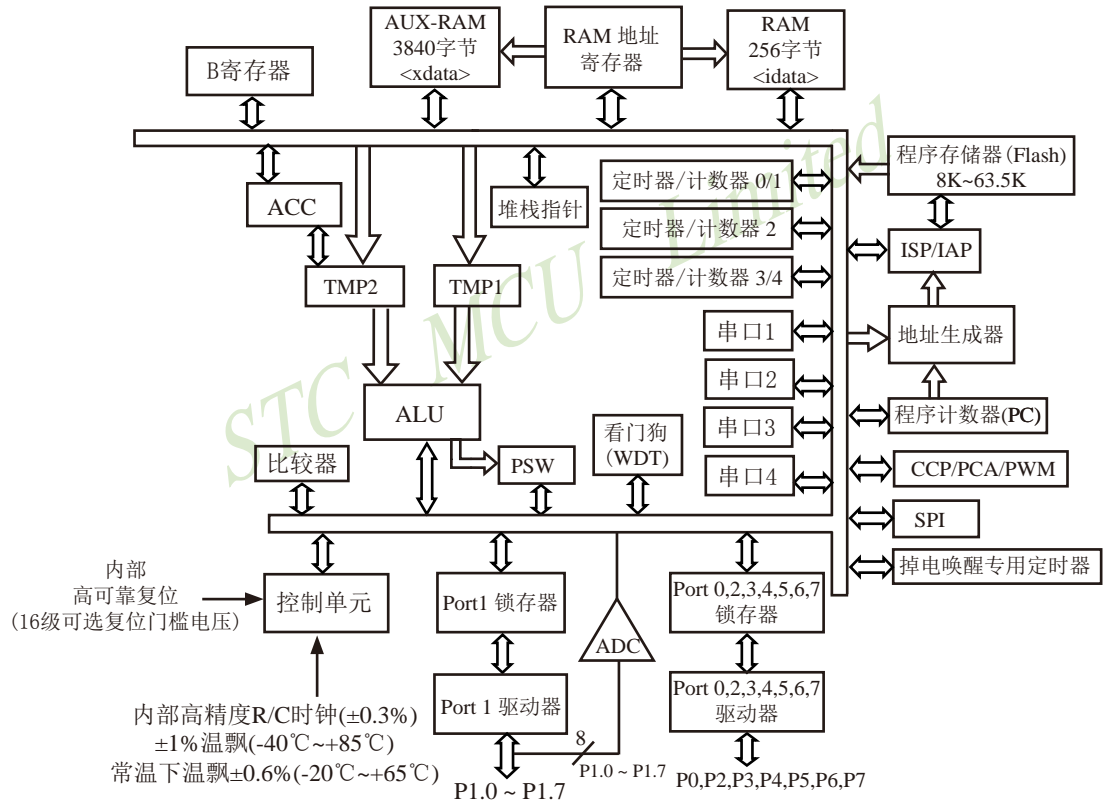 AUX-RAM
3840字节
<xdata>
RAM 地址
寄存器
RAM
256字节
<idata>
B寄存器
ACC
堆栈指针
定时器/计数器 0/1
定时器/计数器 2
定时器/计数器 3/4
程序存储器(Flash)
8K~63.5K
ISP/IAP
TMP2
TMP1
串口1
地址生成器
串口2
ALU
串口3
程序计数器(PC)
看门狗
(WDT)
比较器
PSW
串口4
CCP/PCA/PWM
SPI
掉电唤醒专用定时器
内部
高可靠复位
(16级可选复位门槛电压)
控制单元
Port1 锁存器
ADC
Port 0,2,3,4,5,6,7
锁存器
Port 1 驱动器
Port 0,2,3,4,5,6,7
驱动器
内部高精度R/C时钟(±0.3%)
±1%温飘(-40℃~+85℃)
常温下温飘±0.6%(-20℃~+65℃)
8
P1.0 ~ P1.7
P1.0 ~ P1.7
P0,P2,P3,P4,P5,P6,P7
STC MCU Limited